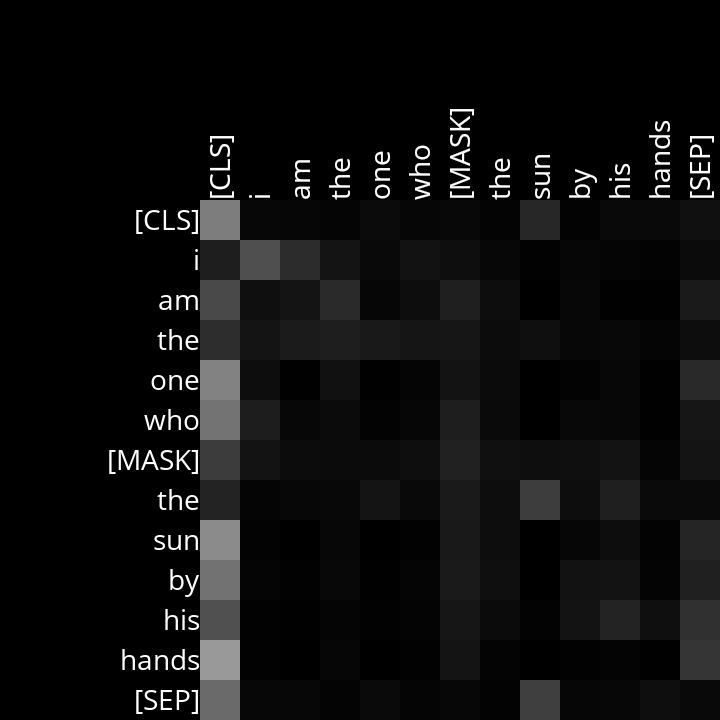 [CLS] i am the one who [MASK] the sun by his hands [SEP]
[CLS]
i
am
the
one
who
[MASK]
the
sun
by
his
hands
[SEP]